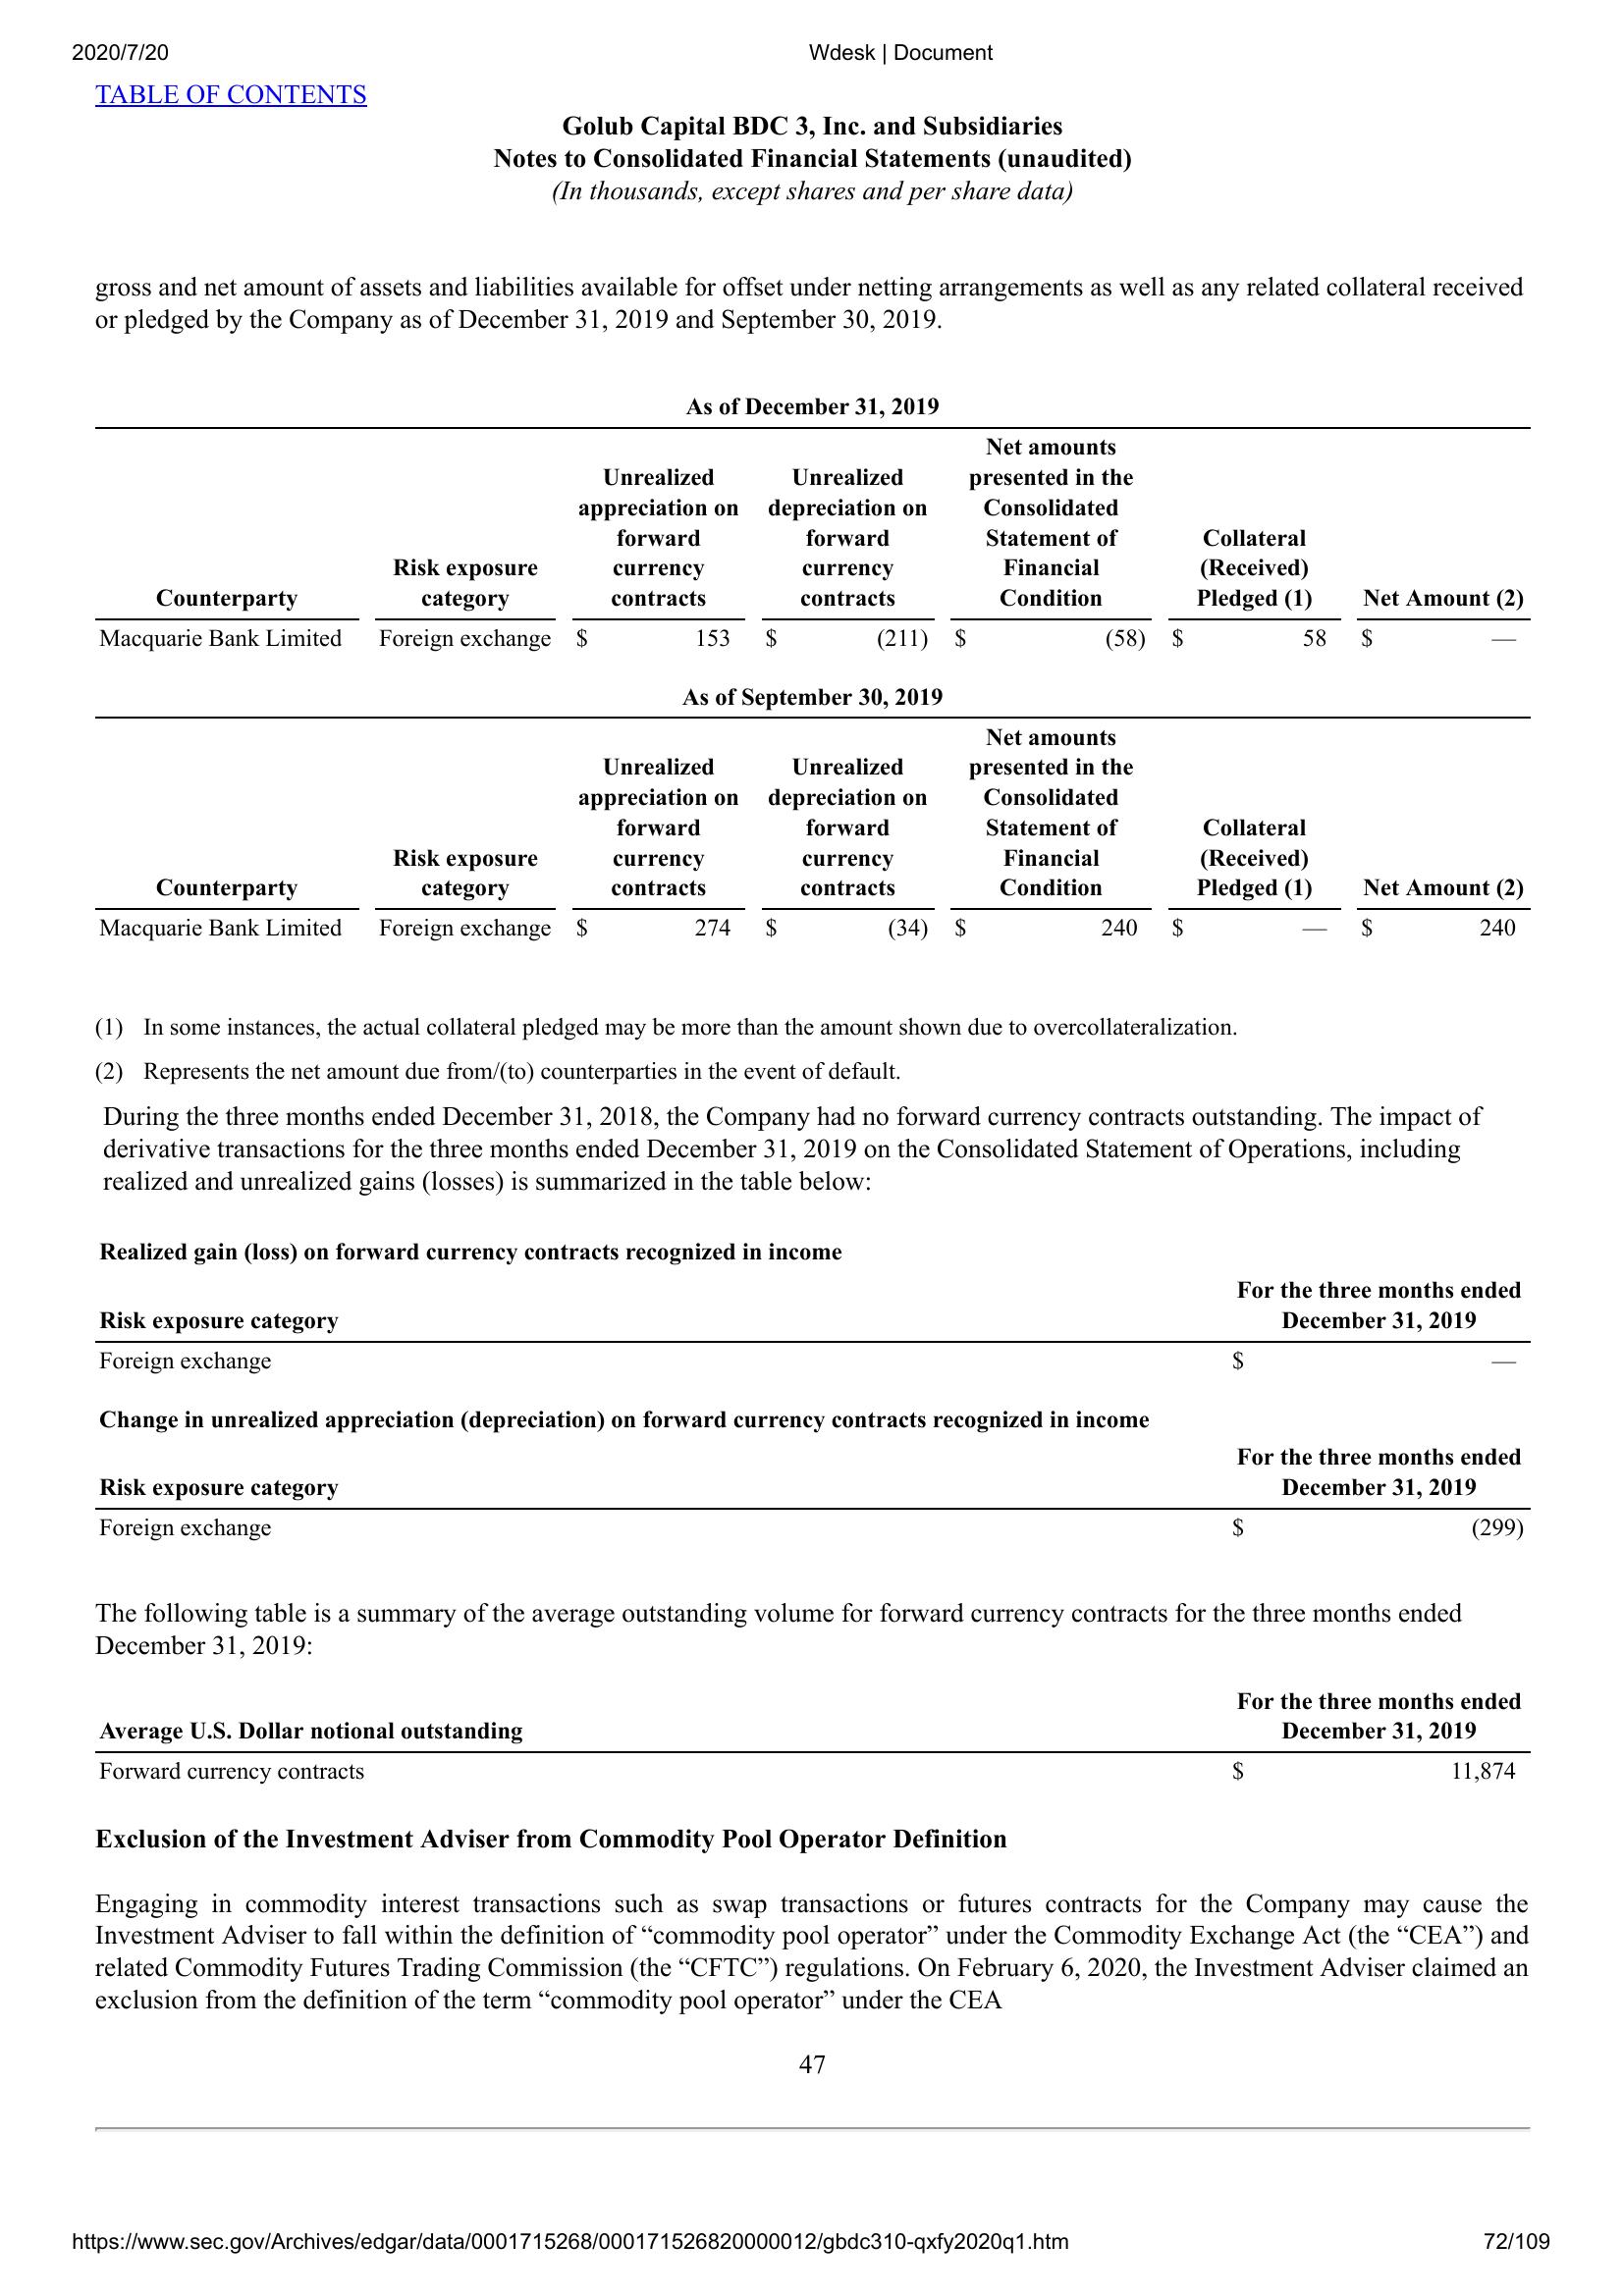 2020/7/20 Wdesk | Document
TABLE OF CONTENTS
Golub Capital BDC 3, Inc. and Subsidiaries
Notes to Consolidated Financial Statements (unaudited)
(In thousands, except shares and per share data)
gross and net amount of assets and liabilities available for offset under netting arrangements as well as any related collateral received
or pledged by the Company as of December 31, 2019 and September 30, 2019.
As of December 31, 2019
Net amounts
Unrealized Unrealized presented in the
appreciation on depreciation on Consolidated
forward forward Statement of Collateral
Risk exposure currency currency Financial (Received)
Counterparty category contracts contracts Condition Pledged (1) Net Amount (2)
Macquarie Bank Limited Foreign exchange $ 153 $ (211) $ (58) $ 58 $ —
As of September 30, 2019
Net amounts
Unrealized Unrealized presented in the
appreciation on depreciation on Consolidated
forward forward Statement of Collateral
Risk exposure currency currency Financial (Received)
Counterparty category contracts contracts Condition Pledged (1) Net Amount (2)
Macquarie Bank Limited Foreign exchange $ 274 $ (34) $ 240 $ — $ 240
(1) In some instances, the actual collateral pledged may be more than the amount shown due to overcollateralization.
(2) Represents the net amount due from/(to) counterparties in the event of default.
During the three months ended December 31, 2018, the Company had no forward currency contracts outstanding. The impact of
derivative transactions for the three months ended December 31, 2019 on the Consolidated Statement of Operations, including
realized and unrealized gains (losses) is summarized in the table below:
Realized gain (loss) on forward currency contracts recognized in income
For the three months ended
Risk exposure category December 31, 2019
Foreign exchange $ —
Change in unrealized appreciation (depreciation) on forward currency contracts recognized in income
For the three months ended
Risk exposure category December 31, 2019
Foreign exchange $ (299)
The following table is a summary of the average outstanding volume for forward currency contracts for the three months ended
December 31, 2019:
For the three months ended
Average U.S. Dollar notional outstanding December 31, 2019
Forward currency contracts $ 11,874
Exclusion of the Investment Adviser from Commodity Pool Operator Definition
Engaging in commodity interest transactions such as swap transactions or futures contracts for the Company may cause the
Investment Adviser to fall within the definition of “commodity pool operator” under the Commodity Exchange Act (the “CEA”) and
related Commodity Futures Trading Commission (the “CFTC”) regulations. On February 6, 2020, the Investment Adviser claimed an
exclusion from the definition of the term “commodity pool operator” under the CEA
47
https://www.sec.gov/Archives/edgar/data/0001715268/000171526820000012/gbdc310-qxfy2020q1.htm 72/109